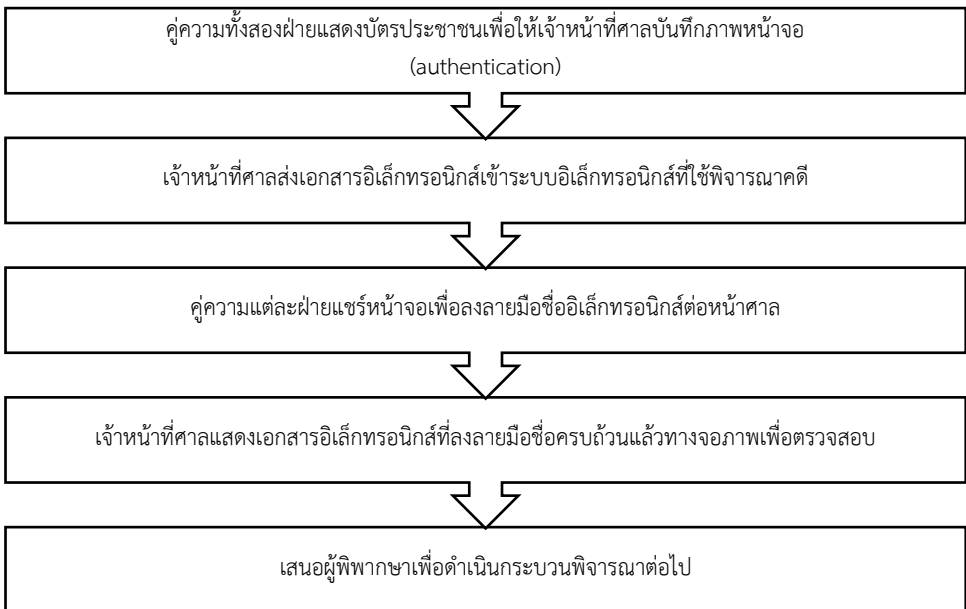 คู่ความทั้งสองฝ่ายแสดงบัตรประชาชนเพื่อให้เจ้าหน้าที่ศาลบันทึกภาพหน้าจอ
(authentication)
เจ้าหน้าที่ศาลส่งเอกสารอิเล็กทรอนิกส์เข้าระบบอิเล็กทรอนิกส์ที่ใช้พิจารณาคดี
คู่ความแต่ละฝ่ายแชร์หน้าจอเพื่อลงลายมือชื่ออิเล็กทรอนิกส์ต่อหน้าศาล
เจ้าหน้าที่ศาลแสดงเอกสารอิเล็กทรอนิกส์ที่ลงลายมือชื่อครบถ้วนแล้วทางจอภาพเพื่อตรวจสอบ
เสนอผู้พิพากษาเพื่อดำเนินกระบวนพิจารณาต่อไป